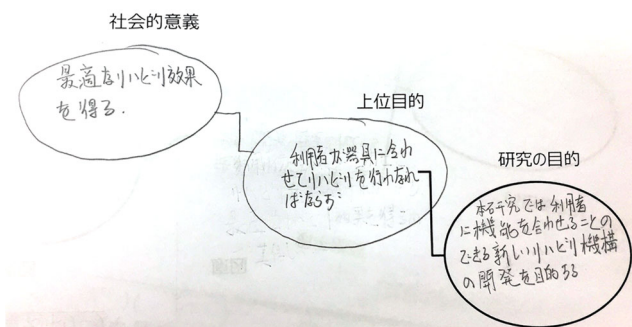 社会的意義
最適なリハビリ効果
を得る.
上位目的
利用者が器具に合わ
せてリハビリを行わなけれ
ばならず
研究の目的
本研究では利用者
に機能を合わせることの
できる新しいリハビリ機構
の開発を目的する